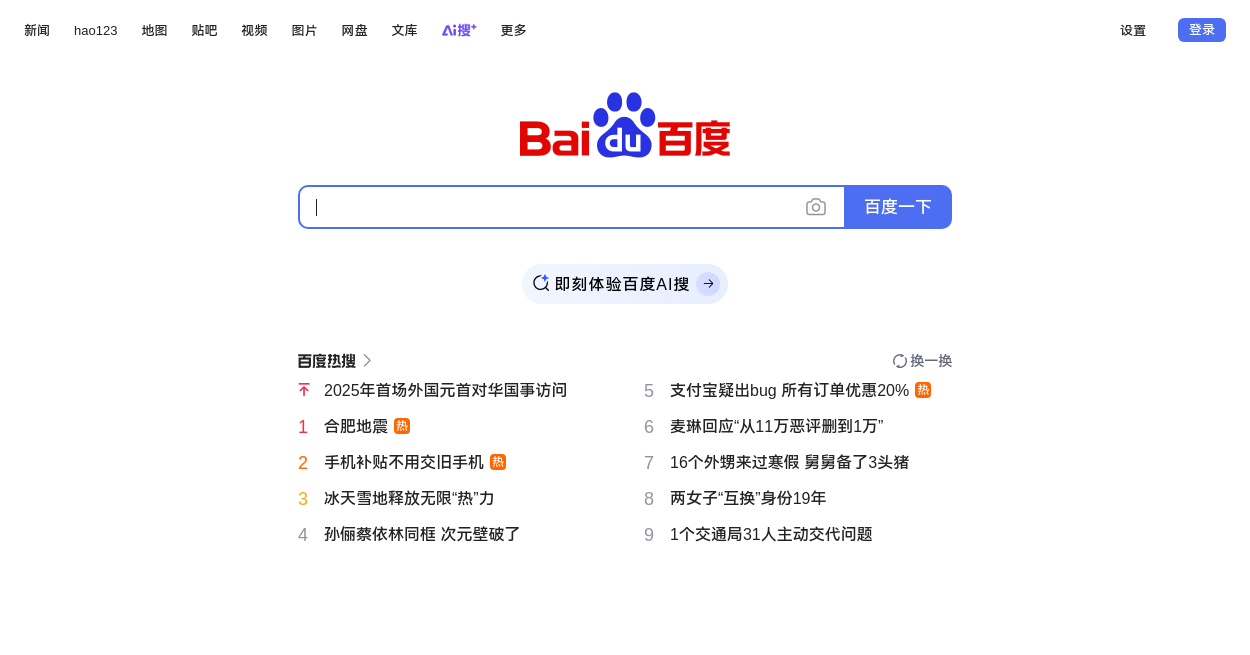 新闻 hao123 地图 贴吧 视频 图片 网盘 文库 Ai搜+ 更多 设置 登录
Bai du 百度
百度一下
即刻体验百度AI搜
百度热搜 换一换
2025年首场外国元首对华国事访问
1 合肥地震 热
2 手机补贴不用交旧手机 热
3 冰天雪地释放无限“热”力
4 孙俪蔡依林同框 次元壁破了
5 支付宝疑出bug 所有订单优惠20% 热
6 麦琳回应“从11万恶评删到1万”
7 16个外甥来过寒假 舅舅备了3头猪
8 两女子“互换”身份19年
9 1个交通局31人主动交代问题